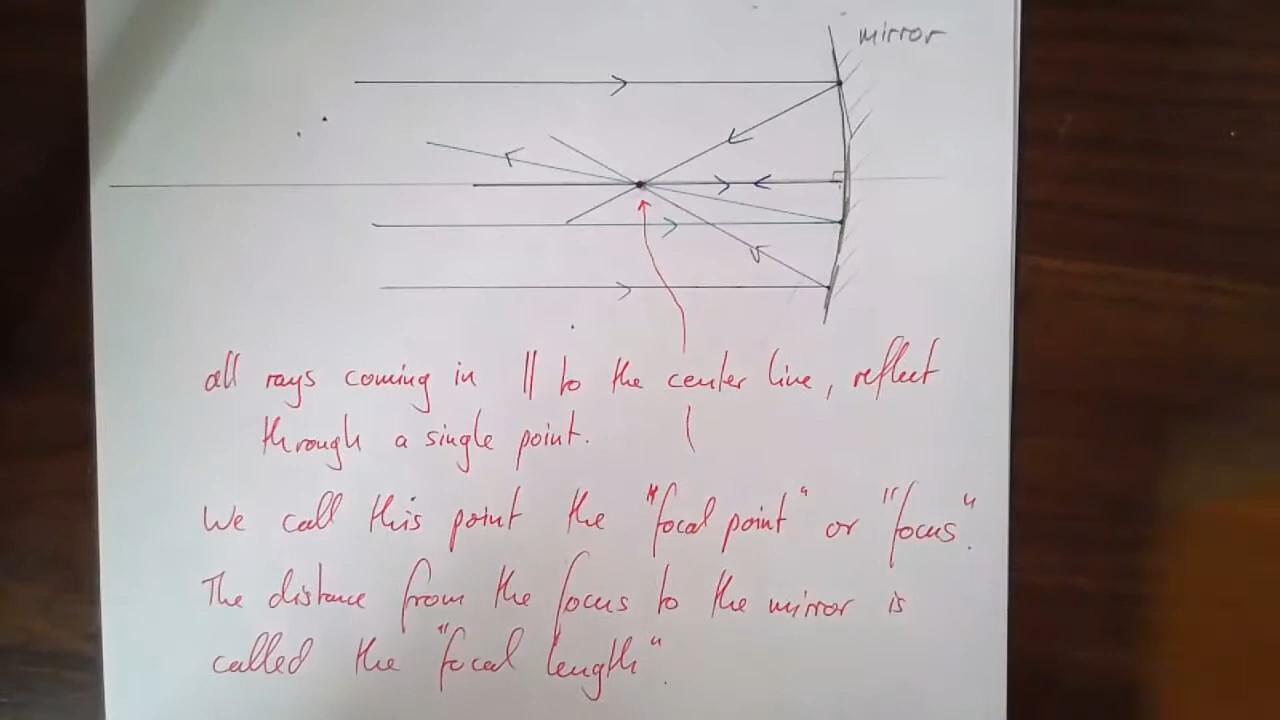 mirror
all rays coming in || to the center line, reflect
through a single point.
We call this point the "focal point" or "focus".
The distance from the focus to the mirror is
called the "focal length".